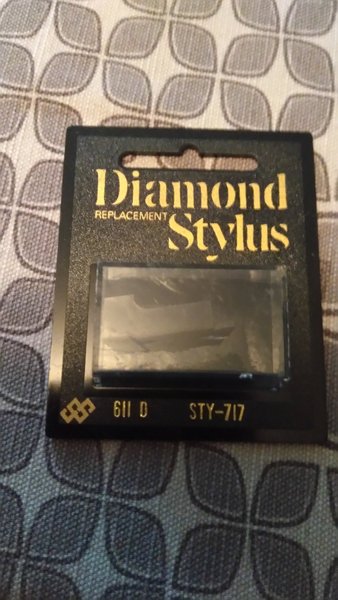 Diamond
REPLACEMENT
Stylus
611 D STY-717